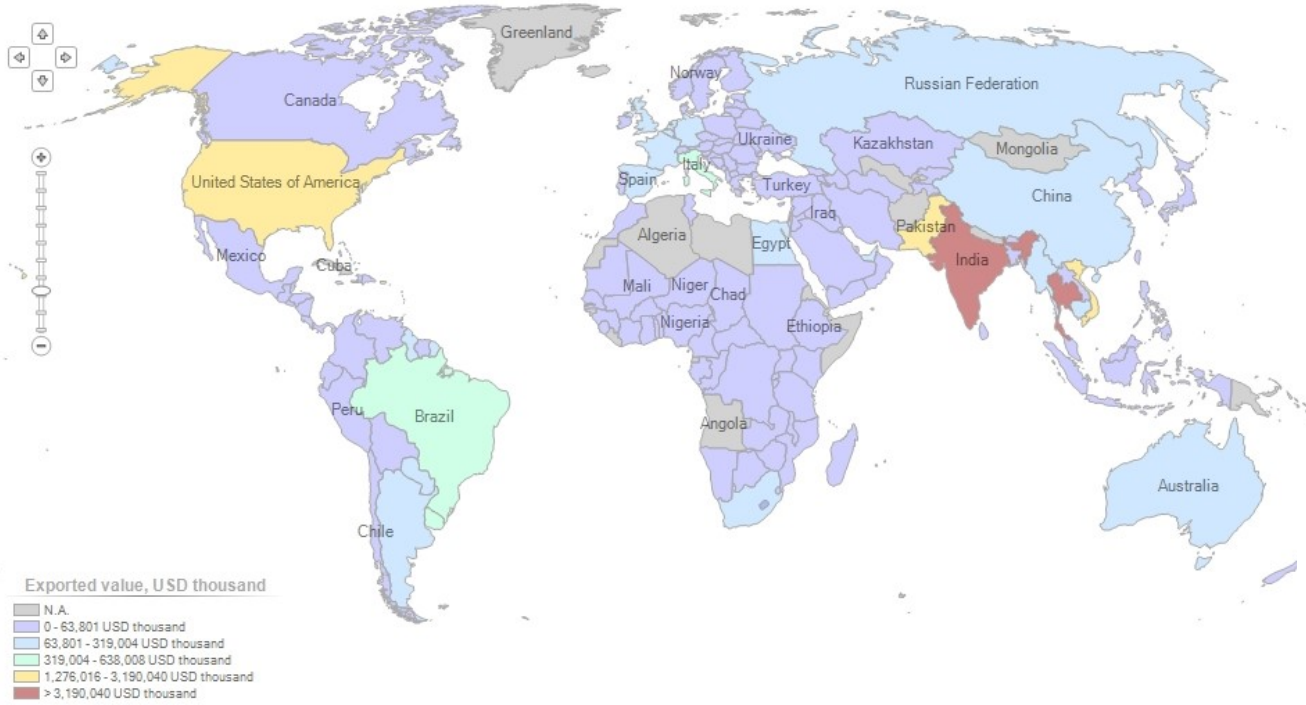 Greenland
Norway
Russian Federation
Canada
Ukraine
Kazakhstan
Mongolia
Italy
United States of America
Spain
Turkey
China
Iraq
Pakistan
Algeria
Egypt
Mexico
Cuba
India
Mali
Niger
Chad
Nigeria
Ethiopia
Peru
Brazil
Angola
Australia
Chile
Exported value, USD thousand
N.A.
0 - 63,801 USD thousand
63,801 - 319,004 USD thousand
319,004 - 638,008 USD thousand
1,276,016 - 3,190,040 USD thousand
> 3,190,040 USD thousand